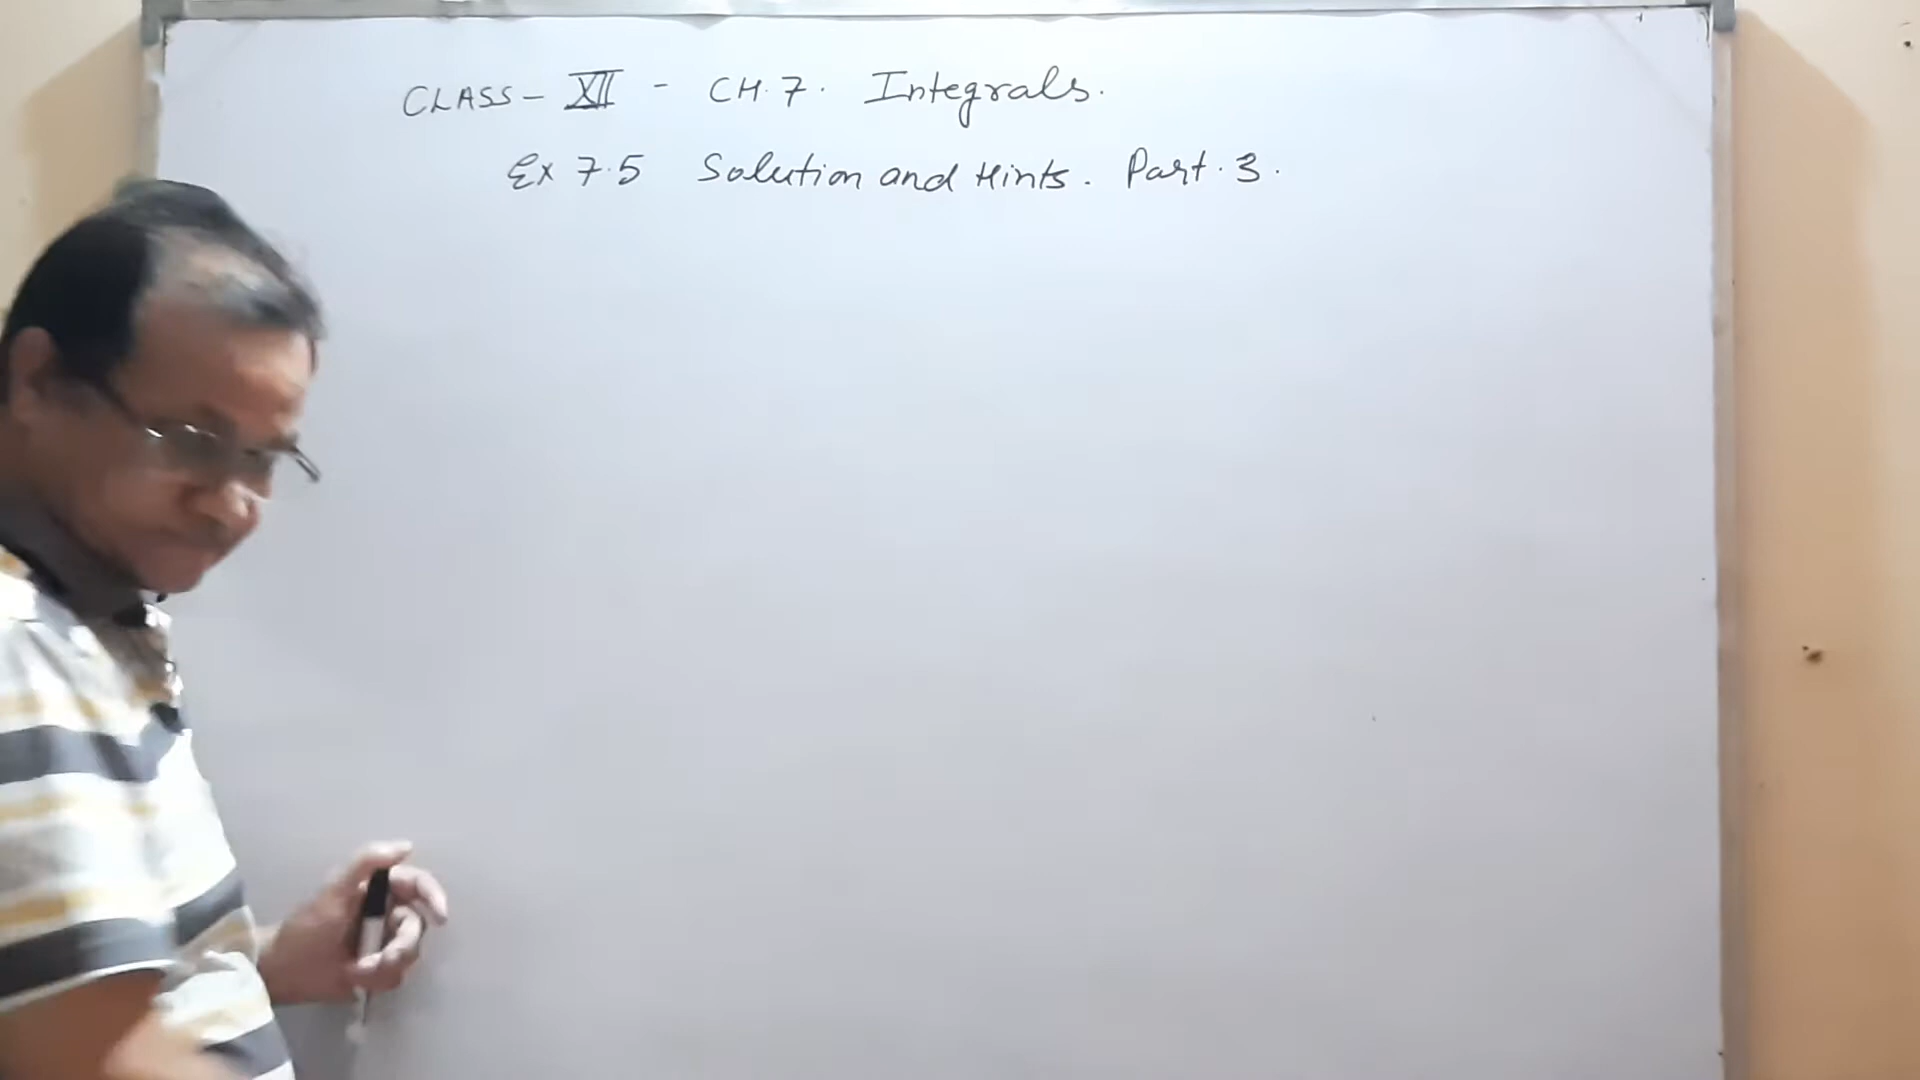 CLASS - XII - CH.7. Integrals.
Ex 7.5 Solution and Hints. Part.3.